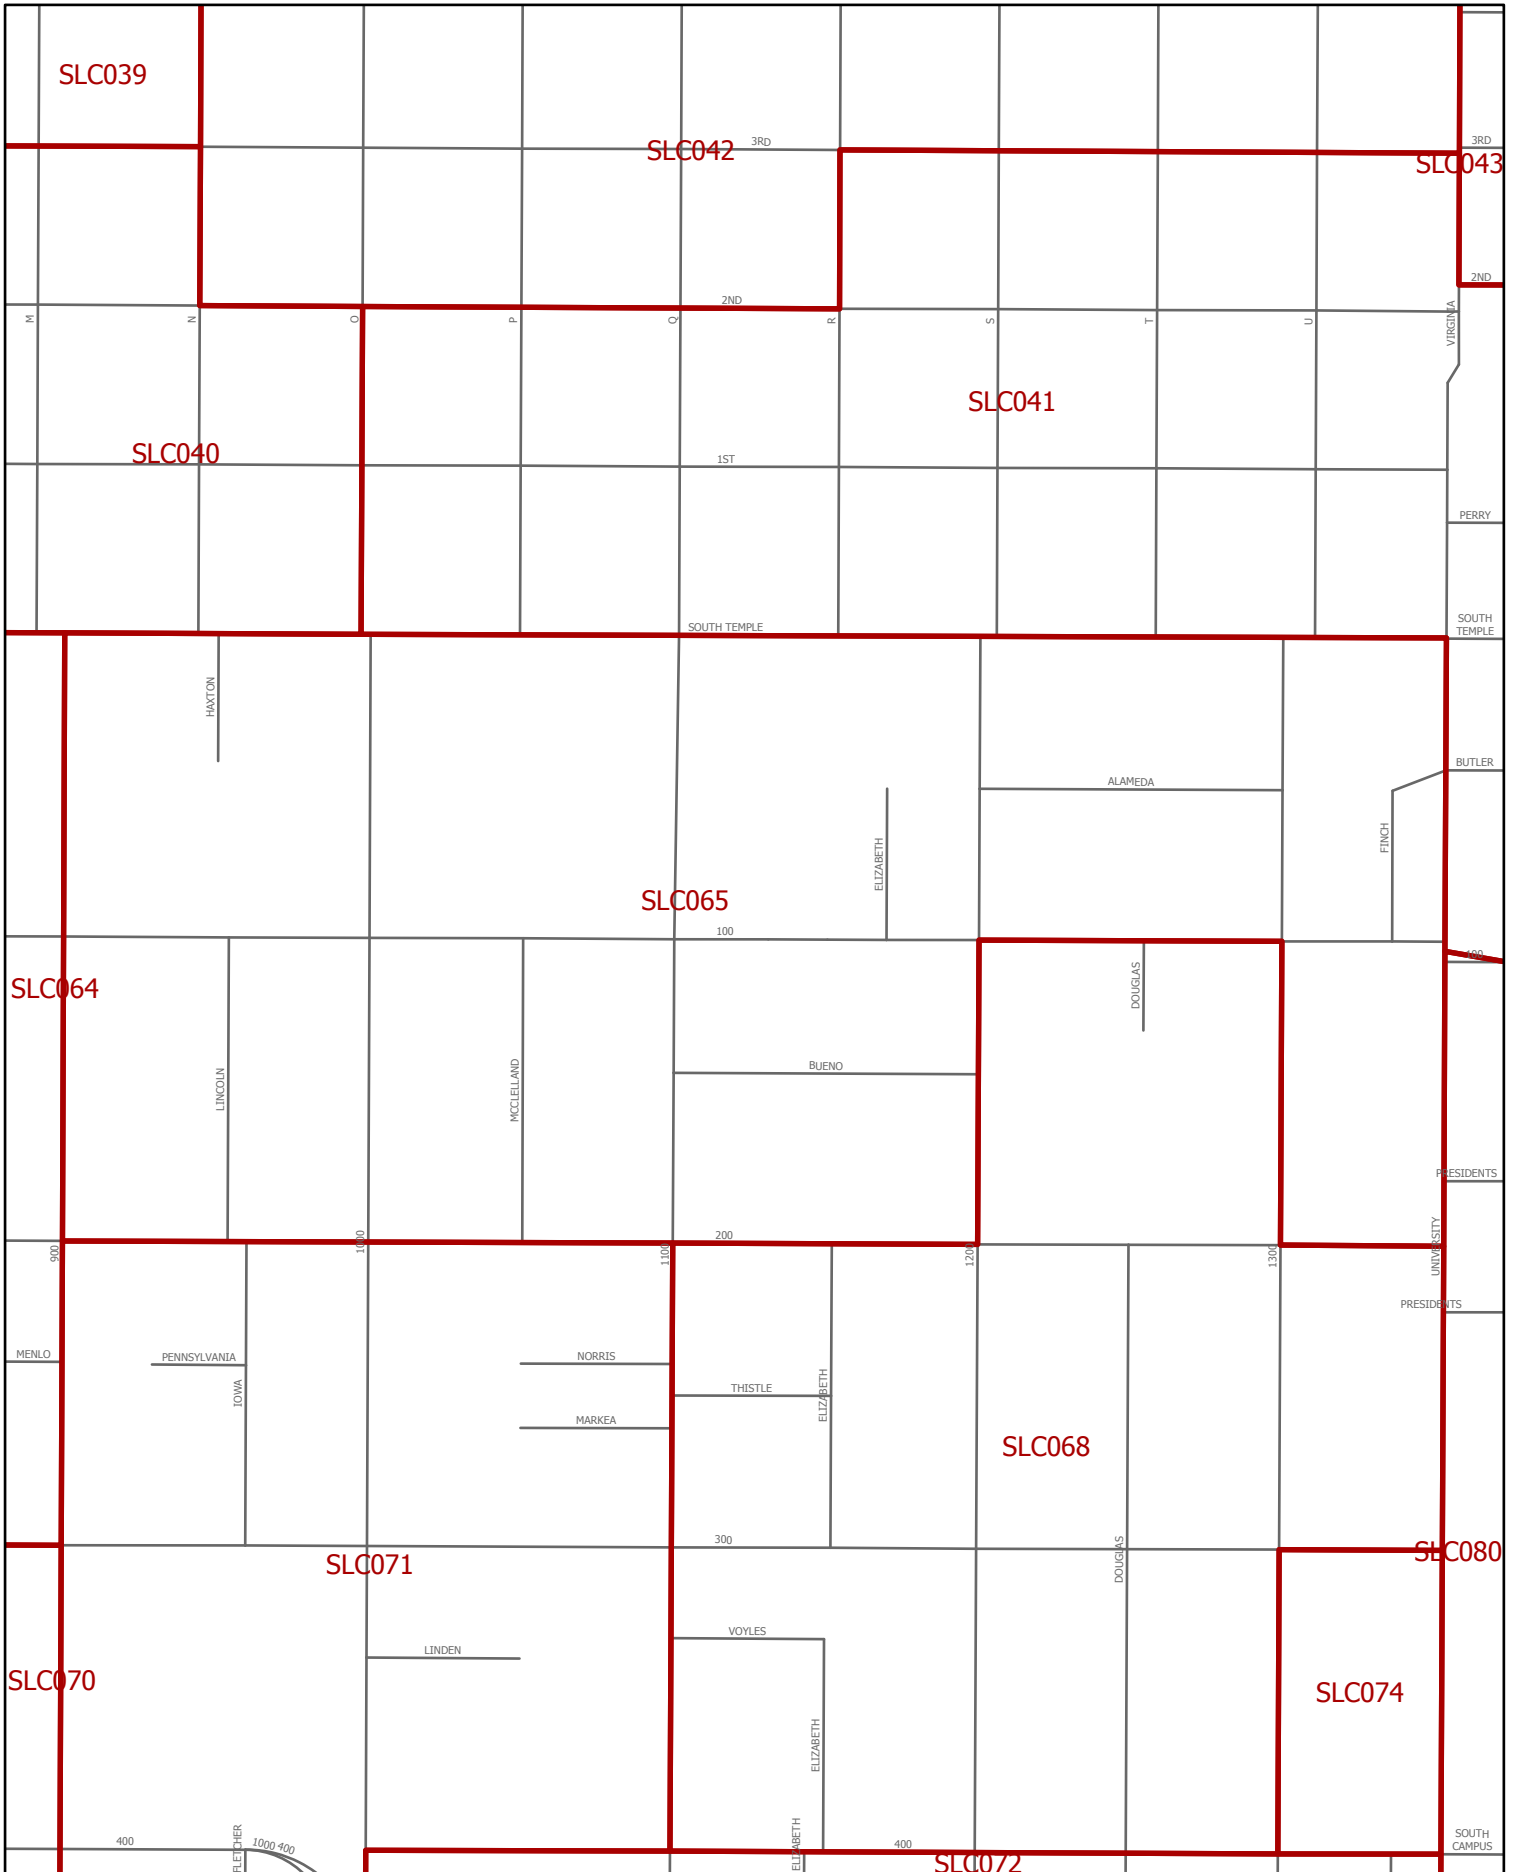 SLC039
3RD
SLC042
3RD
SLC043
2ND
2ND
M
N
O
P
Q
R
S
T
U
VIRGINIA
SLC041
SLC040
1ST
PERRY
SOUTH TEMPLE
SOUTH
TEMPLE
HAXTON
BUTLER
ALAMEDA
FINCH
ELIZABETH
SLC065
100
100
SLC064
DOUGLAS
BUENO
LINCOLN
MCCLELLAND
PRESIDENTS
200
900
1000
1100
1200
1300
UNIVERSITY
PRESIDENTS
MENLO
PENNSYLVANIA
NORRIS
IOWA
THISTLE
ELIZABETH
MARKEA
SLC068
300
DOUGLAS
SLC071
SLC080
VOYLES
LINDEN
SLC070
SLC074
ELIZABETH
400
FLETCHER
1000 400
ELIZABETH
400
SOUTH
CAMPUS
SLC072